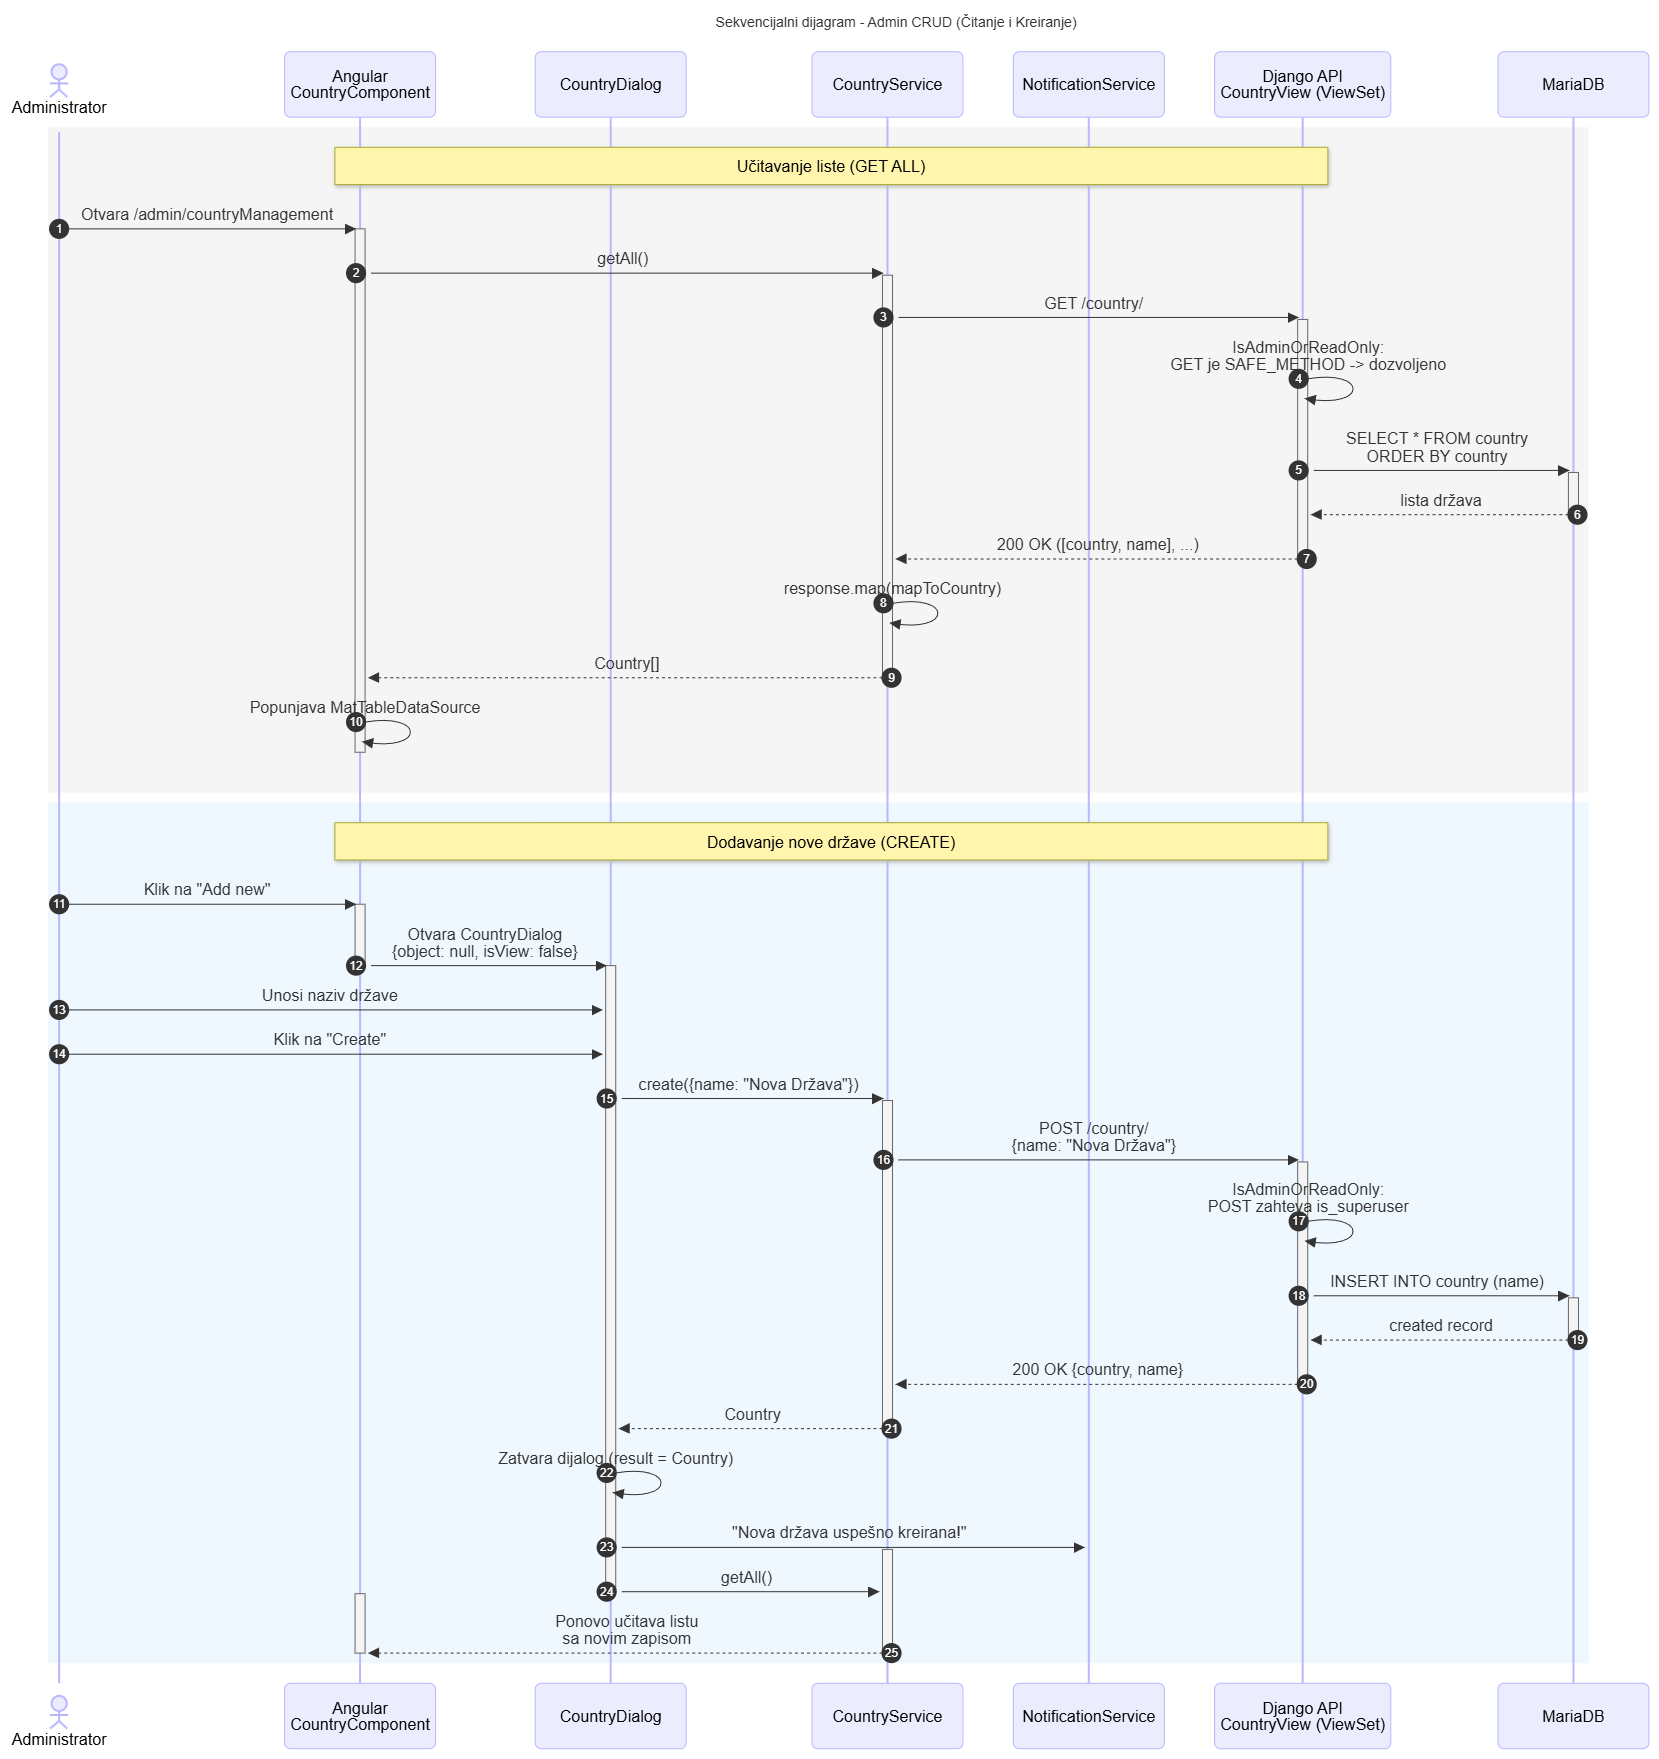 Sekvencijalni dijagram - Admin CRUD (Čitanje i Kreiranje)
Administrator
Angular
CountryComponent
CountryDialog
CountryService
NotificationService
Django API
CountryView (ViewSet)
MariaDB
Učitavanje liste (GET ALL)
Otvara /admin/countryManagement
1
getAll()
2
GET /country/
3
IsAdminOrReadOnly:
GET je SAFE_METHOD -> dozvoljeno
4
SELECT * FROM country
ORDER BY country
5
lista država
6
200 OK ([country, name], ...)
7
response.map(mapToCountry)
8
Country[]
9
Popunjava MatTableDataSource
10
Dodavanje nove države (CREATE)
Klik na "Add new"
11
Otvara CountryDialog
{object: null, isView: false}
12
Unosi naziv države
13
Klik na "Create"
14
create({name: "Nova Država"})
15
POST /country/
{name: "Nova Država"}
16
IsAdminOrReadOnly:
POST zahteva is_superuser
17
INSERT INTO country (name)
18
created record
19
200 OK {country, name}
20
Country
21
Zatvara dijalog (result = Country)
22
"Nova država uspešno kreirana!"
23
getAll()
24
Ponovo učitava listu
sa novim zapisom
25
Administrator
Angular
CountryComponent
CountryDialog
CountryService
NotificationService
Django API
CountryView (ViewSet)
MariaDB